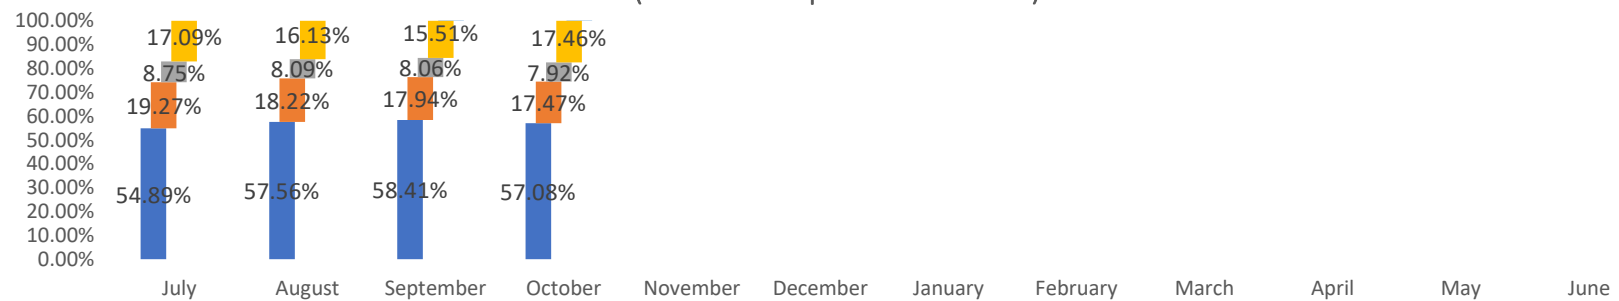 100.00%
90.00%
80.00%
70.00%
60.00%
50.00%
40.00%
30.00%
20.00%
10.00%
0.00%
17.09% 16.13% 15.51% 17.46%
8.75% 8.09% 8.06% 7.92%
19.27% 18.22% 17.94% 17.47%
54.89% 57.56% 58.41% 57.08%
July August September October November December January February March April May June